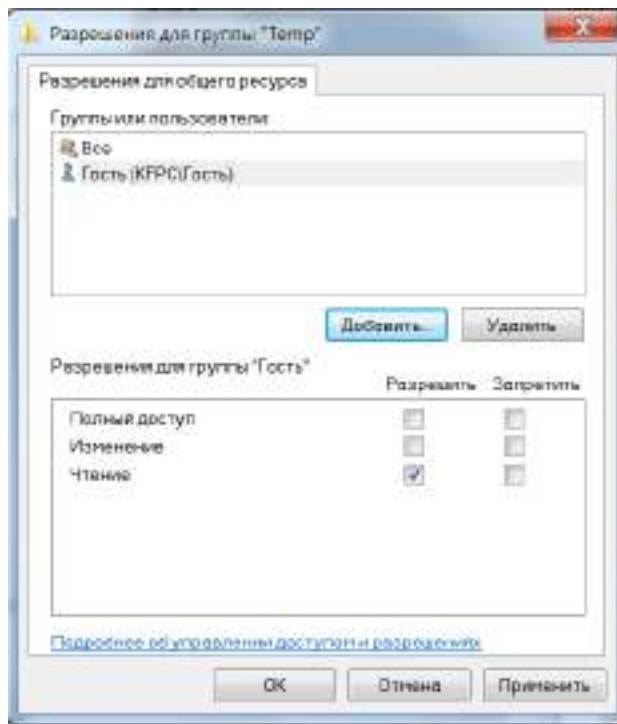 Разрешения для группы "Temp"
Разрешения для общего ресурса
Группы или пользователи:
Все
Гость (KFPC\Гость)
Добавить... Удалить
Разрешения для группы "Гость"
Разрешить Запретить
Полный доступ
Изменение
Чтение
Подробнее об управлении доступом и разрешениях
ОК Отмена Применить